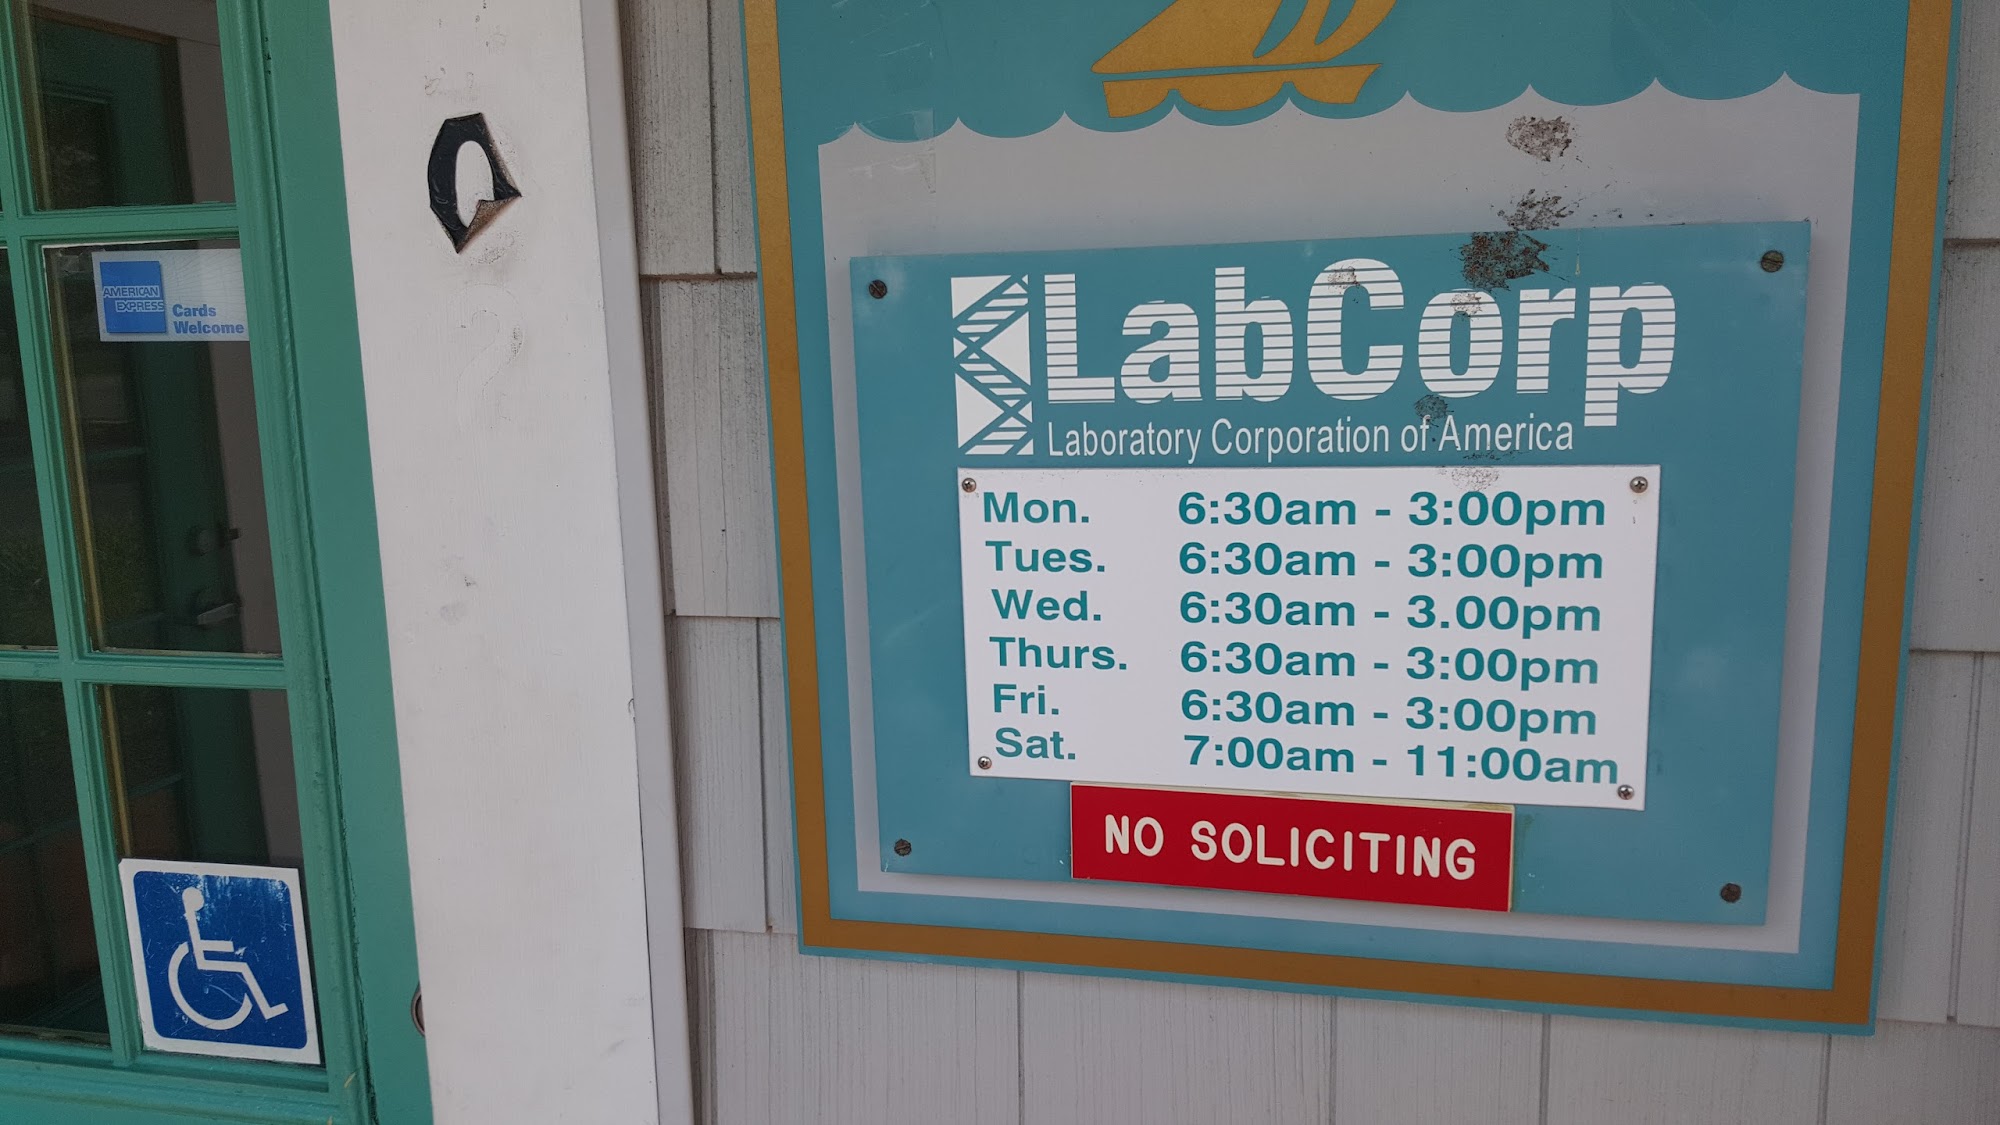 0
AMERICAN
EXPRESS
Cards
Welcome
LabCorp
Laboratory Corporation of America
Mon. 6:30am - 3:00pm
Tues. 6:30am - 3:00pm
Wed. 6:30am - 3.00pm
Thurs. 6:30am - 3:00pm
Fri. 6:30am - 3:00pm
Sat. 7:00am - 11:00am
NO SOLICITING